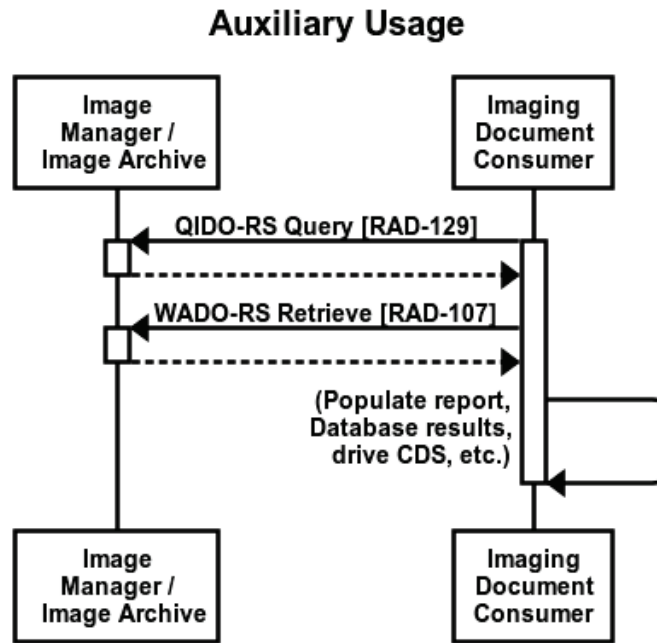 Auxiliary Usage
Image
Manager /
Image Archive
Imaging
Document
Consumer
QIDO-RS Query [RAD-129]
WADO-RS Retrieve [RAD-107]
(Populate report,
Database results,
drive CDS, etc.)
Image
Manager /
Image Archive
Imaging
Document
Consumer